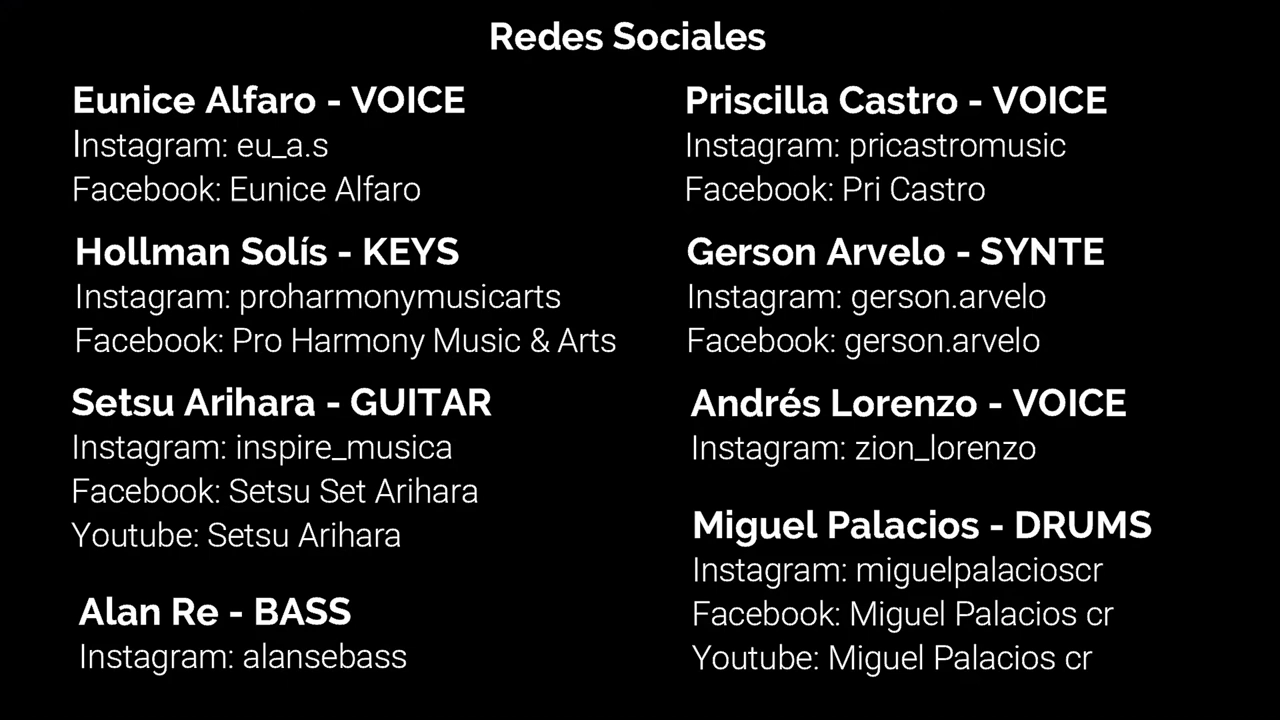 Redes Sociales
Eunice Alfaro - VOICE
Instagram: eu_a.s
Facebook: Eunice Alfaro
Hollman Solís - KEYS
Instagram: proharmonymusicarts
Facebook: Pro Harmony Music & Arts
Setsu Arihara - GUITAR
Instagram: inspire_musica
Facebook: Setsu Set Arihara
Youtube: Setsu Arihara
Alan Re - BASS
Instagram: alansebass
Priscilla Castro - VOICE
Instagram: pricastromusic
Facebook: Pri Castro
Gerson Arvelo - SYNTE
Instagram: gerson.arvelo
Facebook: gerson.arvelo
Andrés Lorenzo - VOICE
Instagram: zion_lorenzo
Miguel Palacios - DRUMS
Instagram: miguelpalacioscr
Facebook: Miguel Palacios cr
Youtube: Miguel Palacios cr